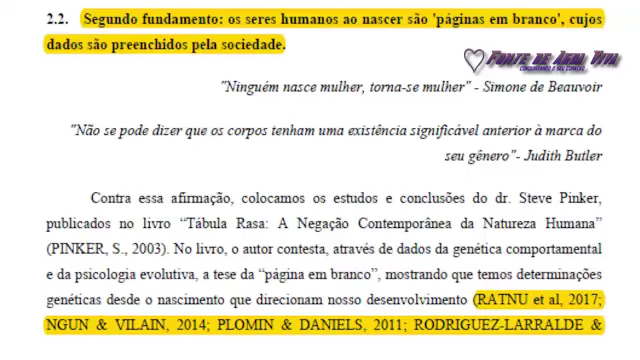 2.2. Segundo fundamento: os seres humanos ao nascer são 'páginas em branco', cujos
dados são preenchidos pela sociedade.
FONTE DE AGUA VIVA
"Ninguém nasce mulher, torna-se mulher" - Simone de Beauvoir
"Não se pode dizer que os corpos tenham uma existência significável anterior à marca do
seu gênero"- Judith Butler
Contra essa afirmação, colocamos os estudos e conclusões do dr. Steve Pinker,
publicados no livro “Tábula Rasa: A Negação Contemporânea da Natureza Humana”
(PINKER, S., 2003). No livro, o autor contesta, através de dados da genética comportamental
e da psicologia evolutiva, a tese da “página em branco”, mostrando que temos determinações
genéticas desde o nascimento que direcionam nosso desenvolvimento (RATNU et al, 2017;
NGUN & VILAIN, 2014; PLOMIN & DANIELS, 2011; RODRIGUEZ-LARRALDE &